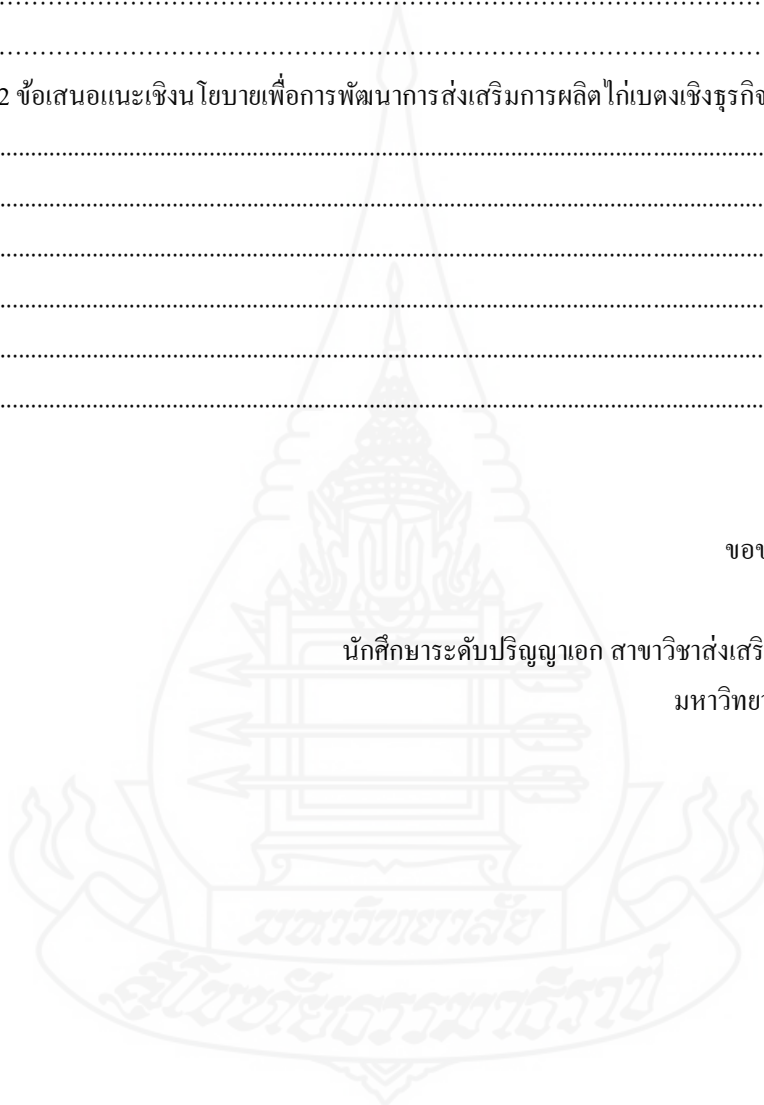 ................................................................................
................................................................................
2 ข้อเสนอแนะเชิงนโยบายเพื่อการพัฒนาการส่งเสริมการผลิตไก่เบตงเชิงธุรกิจ
................................................................................
................................................................................
................................................................................
................................................................................
................................................................................
................................................................................
นักศึกษาระดับปริญญาเอก สาขาวิชาส่งเสริ
มหาวิทยา
มหาวิทยาลัย
สุโขทัยธรรมาธิราช